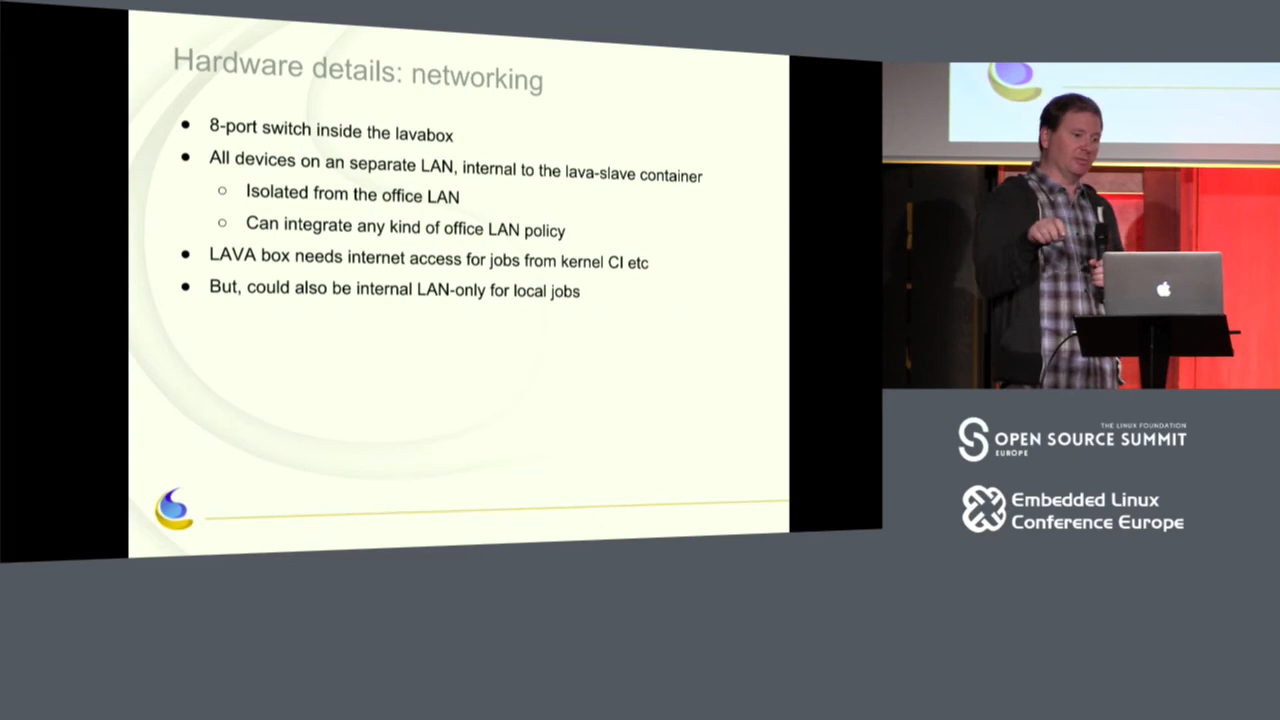 Hardware details: networking
8-port switch inside the lavabox
All devices on an separate LAN, internal to the lava-slave container
Isolated from the office LAN
Can integrate any kind of office LAN policy
LAVA box needs internet access for jobs from kernel CI etc
But, could also be internal LAN-only for local jobs
THE LINUX FOUNDATION
OPEN SOURCE SUMMIT
EUROPE
Embedded Linux
Conference Europe